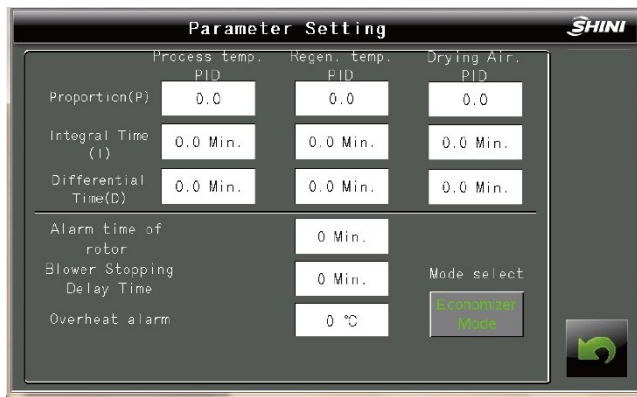 Parameter Setting
SHINI
Process temp. PID
Regen. temp. PID
Drying Air. PID
Proportion(P)
0.0
0.0
0.0
Integral Time (I)
0.0 Min.
0.0 Min.
0.0 Min.
Differential Time(D)
0.0 Min.
0.0 Min.
0.0 Min.
Alarm time of rotor
0 Min.
Blower Stopping Delay Time
0 Min.
Mode select
Overheat alarm
0 °C
Economizer Mode